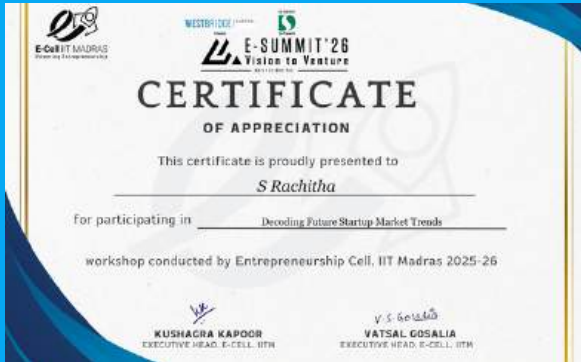 WESTBRIDGE
E-Cell IIT MADRAS
E-SUMMIT'26
Vision to Venture
CERTIFICATE
OF APPRECIATION
This certificate is proudly presented to
S Rachitha
for participating in Decoding Future Startup Market Trends
workshop conducted by Entrepreneurship Cell, IIT Madras 2025-26
V.S. Gosalia
KUSHAGRA KAPOOR
VATSAL GOSALIA
EXECUTIVE HEAD, E-CELL, IITM
EXECUTIVE HEAD, E-CELL, IITM